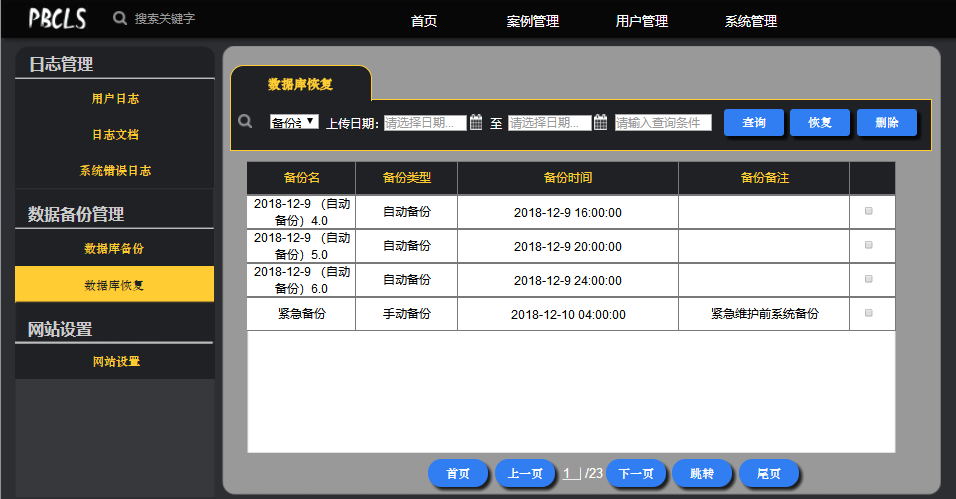 PBCLS 搜索关键字 首页 案例管理 用户管理 系统管理
日志管理
用户日志
日志文档
系统错误日志
数据备份管理
数据库备份
数据库恢复
网站设置
网站设置
数据库恢复
上传日期: 请选择日期... 至 请选择日期... 请输入查询条件 查询 恢复 删除
备份名 备份类型 备份时间 备份备注
2018-12-9 (自动
备份) 4.0 自动备份 2018-12-9 16:00:00
2018-12-9 (自动
备份) 5.0 自动备份 2018-12-9 20:00:00
2018-12-9 (自动
备份) 6.0 自动备份 2018-12-9 24:00:00
紧急备份 手动备份 2018-12-10 04:00:00 紧急维护前系统备份
首页 上一页 1 /23 下一页 跳转 尾页